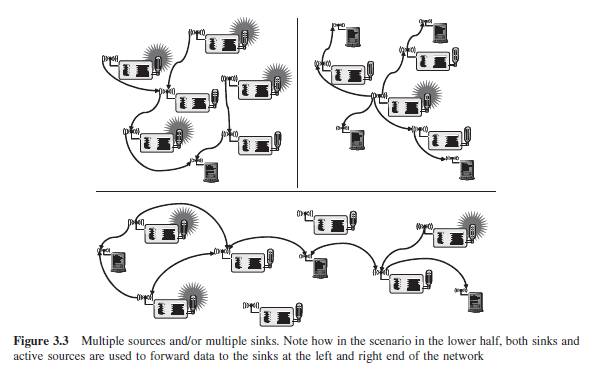 Figure 3.3 Multiple sources and/or multiple sinks. Note how in the scenario in the lower half, both sinks and
active sources are used to forward data to the sinks at the left and right end of the network